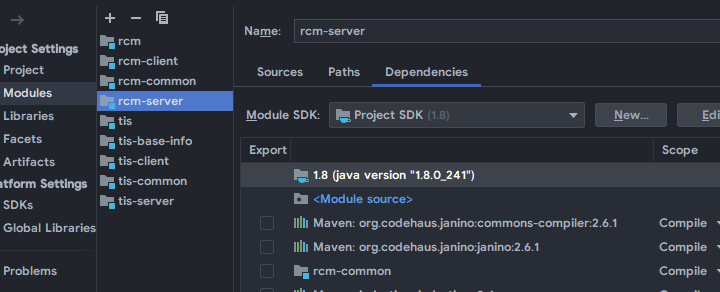 Project Settings
Project
Modules
Libraries
Facets
Artifacts
Platform Settings
SDKs
Global Libraries
Problems
rcm
rcm-client
rcm-common
rcm-server
tis
tis-base-info
tis-client
tis-common
tis-server
Name: rcm-server
Sources Paths Dependencies
Module SDK: Project SDK (1.8) New... Edi
Export Scope
1.8 (java version "1.8.0_241")
<Module source>
Maven: org.codehaus.janino:commons-compiler:2.6.1 Compile
Maven: org.codehaus.janino:janino:2.6.1 Compile
rcm-common Compile